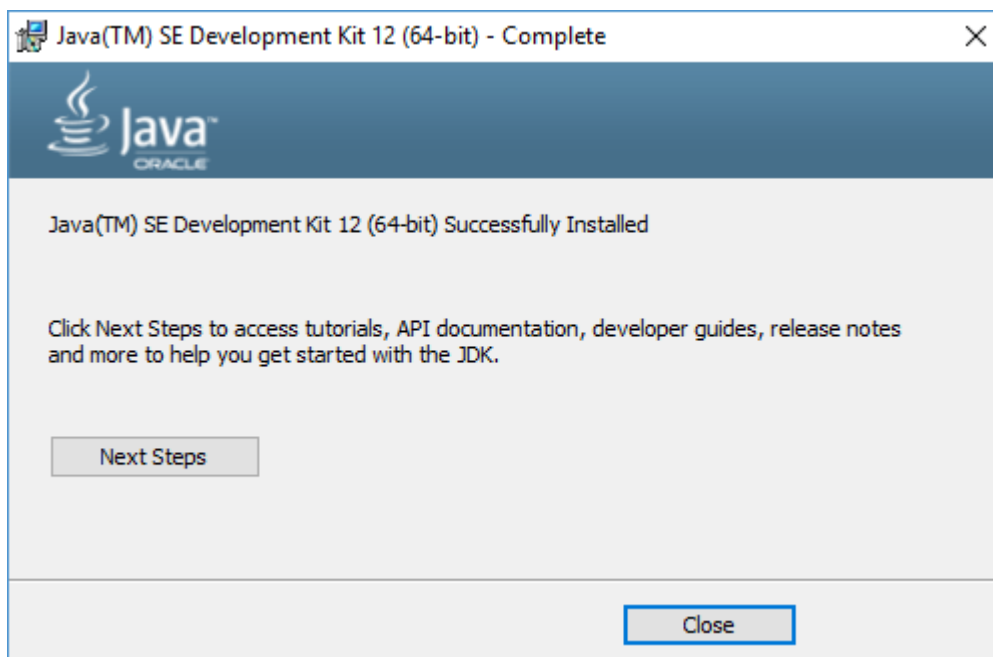 Java(TM) SE Development Kit 12 (64-bit) - Complete
Java™
ORACLE
Java(TM) SE Development Kit 12 (64-bit) Successfully Installed
Click Next Steps to access tutorials, API documentation, developer guides, release notes
and more to help you get started with the JDK.
Next Steps
Close